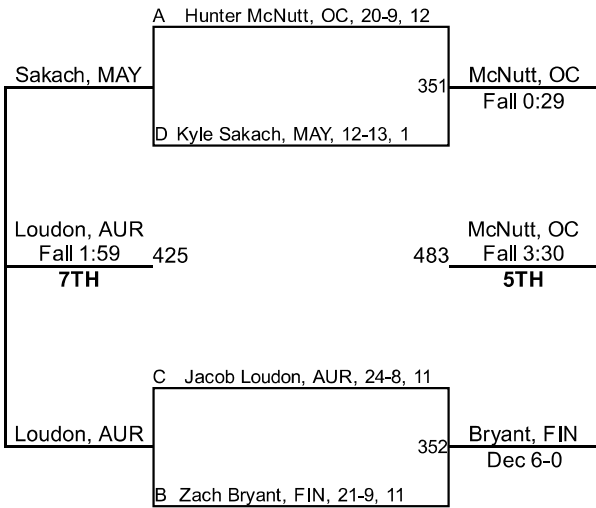 A Hunter McNutt, OC, 20-9, 12
Sakach, MAY
351
McNutt, OC
Fall 0:29
D Kyle Sakach, MAY, 12-13, 1
Loudon, AUR
Fall 1:59
425
7TH
McNutt, OC
483
Fall 3:30
5TH
C Jacob Loudon, AUR, 24-8, 11
Loudon, AUR
352
Bryant, FIN
Dec 6-0
B Zach Bryant, FIN, 21-9, 11